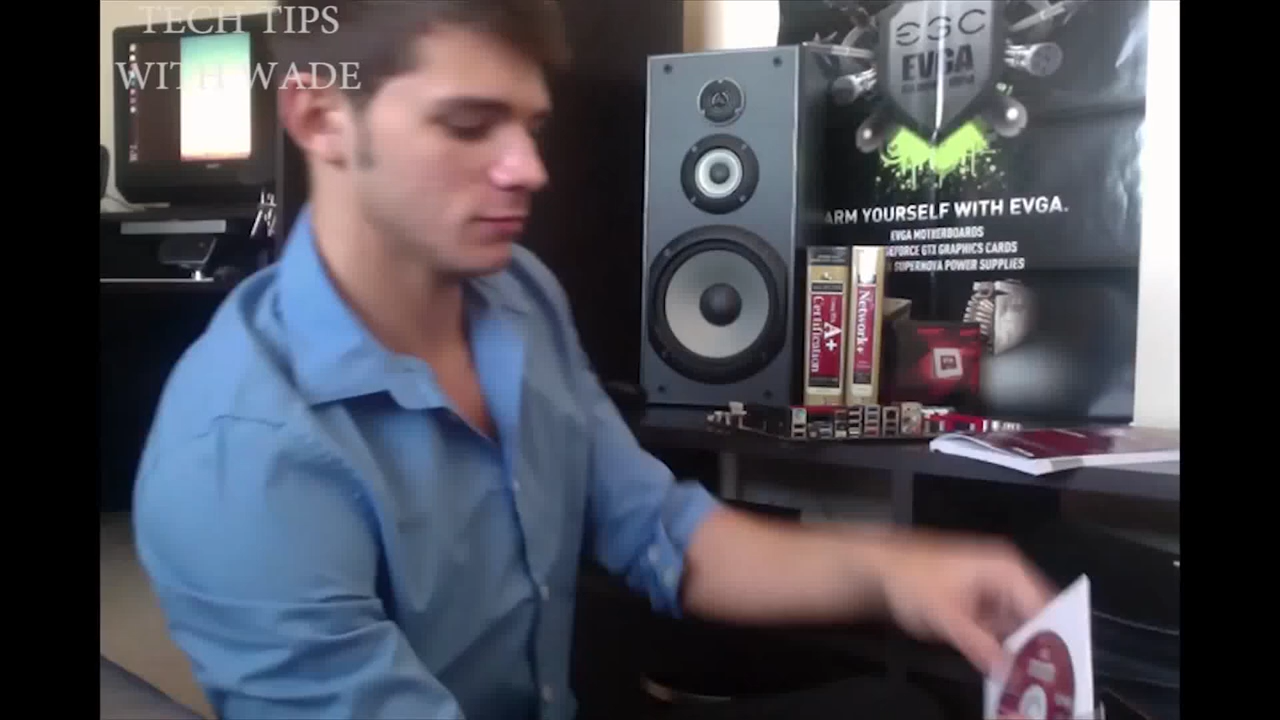 TECH TIPS
WITH WADE
ESC
EVGA
ARM YOURSELF WITH EVGA.
EVGA MOTHERBOARDS
GEFORCE GTX GRAPHICS CARDS
SUPERNOVA POWER SUPPLIES
A+
Certification
Network+